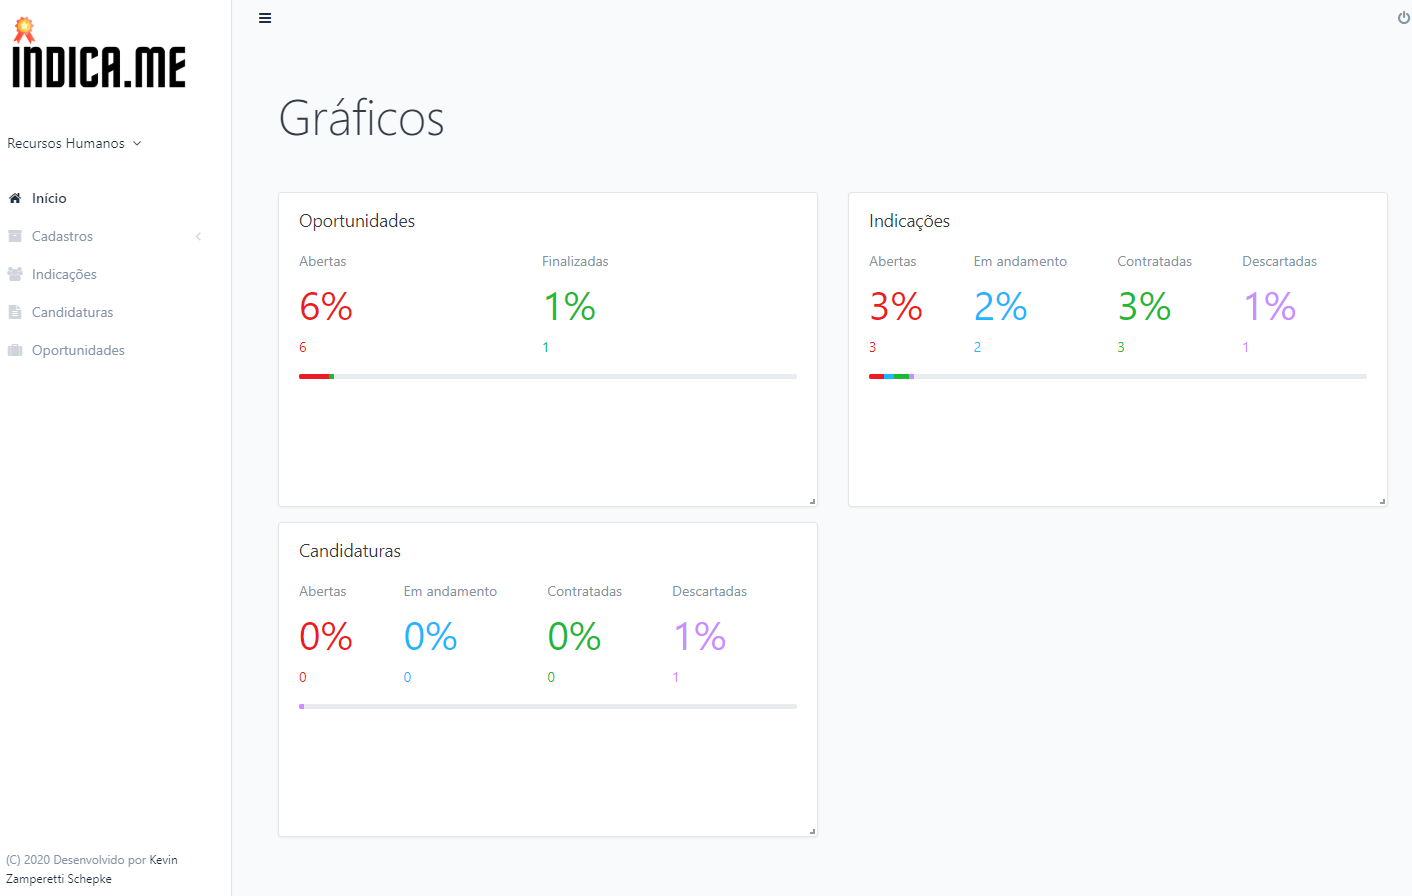 INDICA.ME
Recursos Humanos
Início
Cadastros
Indicações
Candidaturas
Oportunidades
(C) 2020 Desenvolvido por Kevin
Zamperetti Schepke
Gráficos
Oportunidades
Abertas Finalizadas
6% 1%
6 1
Indicações
Abertas Em andamento Contratadas Descartadas
3% 2% 3% 1%
3 2 3 1
Candidaturas
Abertas Em andamento Contratadas Descartadas
0% 0% 0% 1%
0 0 0 1